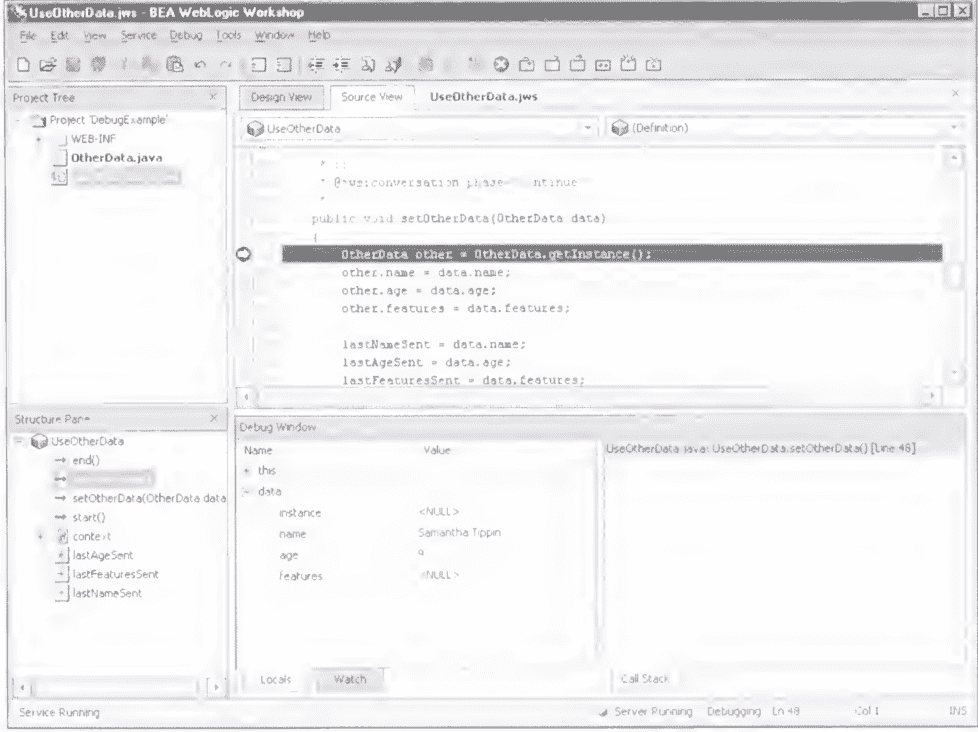 UseOtherData.jws - BEA WebLogic Workshop
File Edit View Service Debug Tools Window Help
Project Tree
Project 'DebugExample'
WEB-INF
OtherData.java
Design View Source View UseOtherData.jws
UseOtherData (Definition)
* ::
* @jws:conversation phase=
*
public void setOtherData(OtherData data)
{
OtherData other = OtherData.getInstance();
other.name = data.name;
other.age = data.age;
other.features = data.features;
lastNameSent = data.name;
lastAgeSent = data.age;
lastFeaturesSent = data.features;
Structure Pane
UseOtherData
end()
setOtherData(OtherData data
start()
context
lastAgeSent
lastFeaturesSent
lastNameSent
Debug Window
Name Value
+ this
- data
instance <NULL>
name Samantha Tippin
age 9
features <NULL>
Locals Watch
UseOtherData.java: UseOtherData.setOtherData() [Line 48]
Call Stack
Service Running
Server Running Debugging Ln 48 Col 1 INS